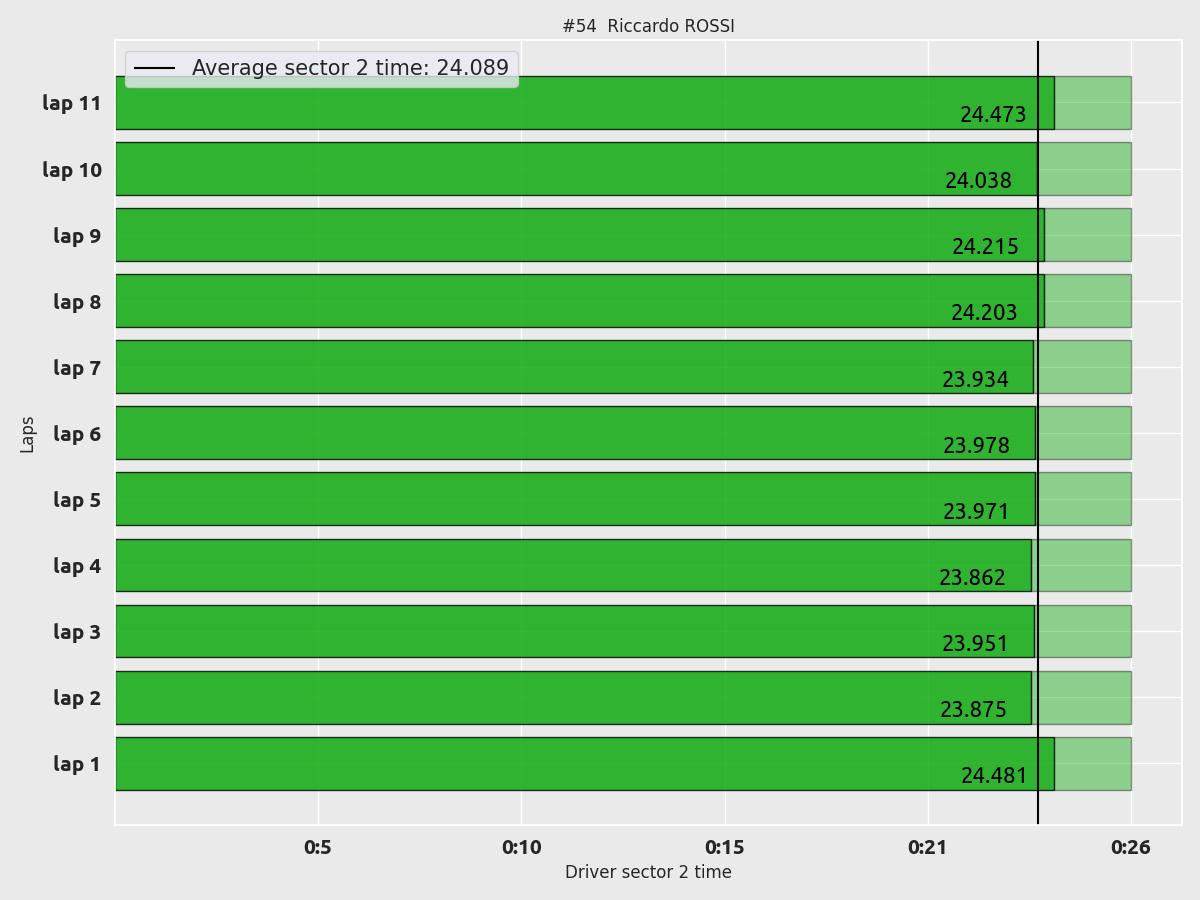 #54  Riccardo ROSSI
Average sector 2 time: 24.089
lap 11
24.473
lap 10
24.038
lap 9
24.215
lap 8
24.203
lap 7
23.934
lap 6
23.978
lap 5
23.971
lap 4
23.862
lap 3
23.951
lap 2
23.875
lap 1
24.481
Laps
0:5 0:10 0:15 0:21 0:26
Driver sector 2 time